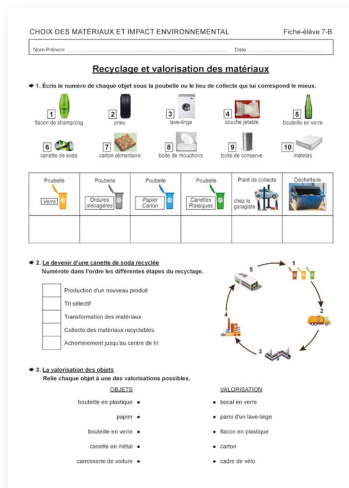 CHOIX DES MATÉRIAUX ET IMPACT ENVIRONNEMENTAL Fiche-élève 7-B
Nom-Prénom Date
Recyclage et valorisation des matériaux
1. Écris le numéro de chaque objet sous la poubelle ou le lieu de collecte qui lui correspond le mieux.
1 2 3 4 5
flacon de shampoing pneu lave-linge couche jetable bouteille en verre
6 7 8 9 10
canette de soda carton alimentaire boite de mouchoirs boite de conserve matelas
Poubelle Poubelle Poubelle Poubelle Point de collecte Déchetterie
Verre Ordures ménagères Papier Carton Canettes Plastiques chez le garagiste
2. Le devenir d'une canette de soda recyclée
Numérote dans l'ordre les différentes étapes du recyclage.
Production d'un nouveau produit
Tri sélectif
Transformation des matériaux
Collecte des matériaux recyclables
Acheminement jusqu'au centre de tri
1
2
3
4
5
3. La valorisation des objets
Relie chaque objet à une des valorisations possibles.
OBJETS VALORISATION
bouteille en plastique • • bocal en verre
papier • • paroi d'un lave-linge
bouteille en verre • • flacon en plastique
canette en métal • • carton
carrosserie de voiture • • cadre de vélo